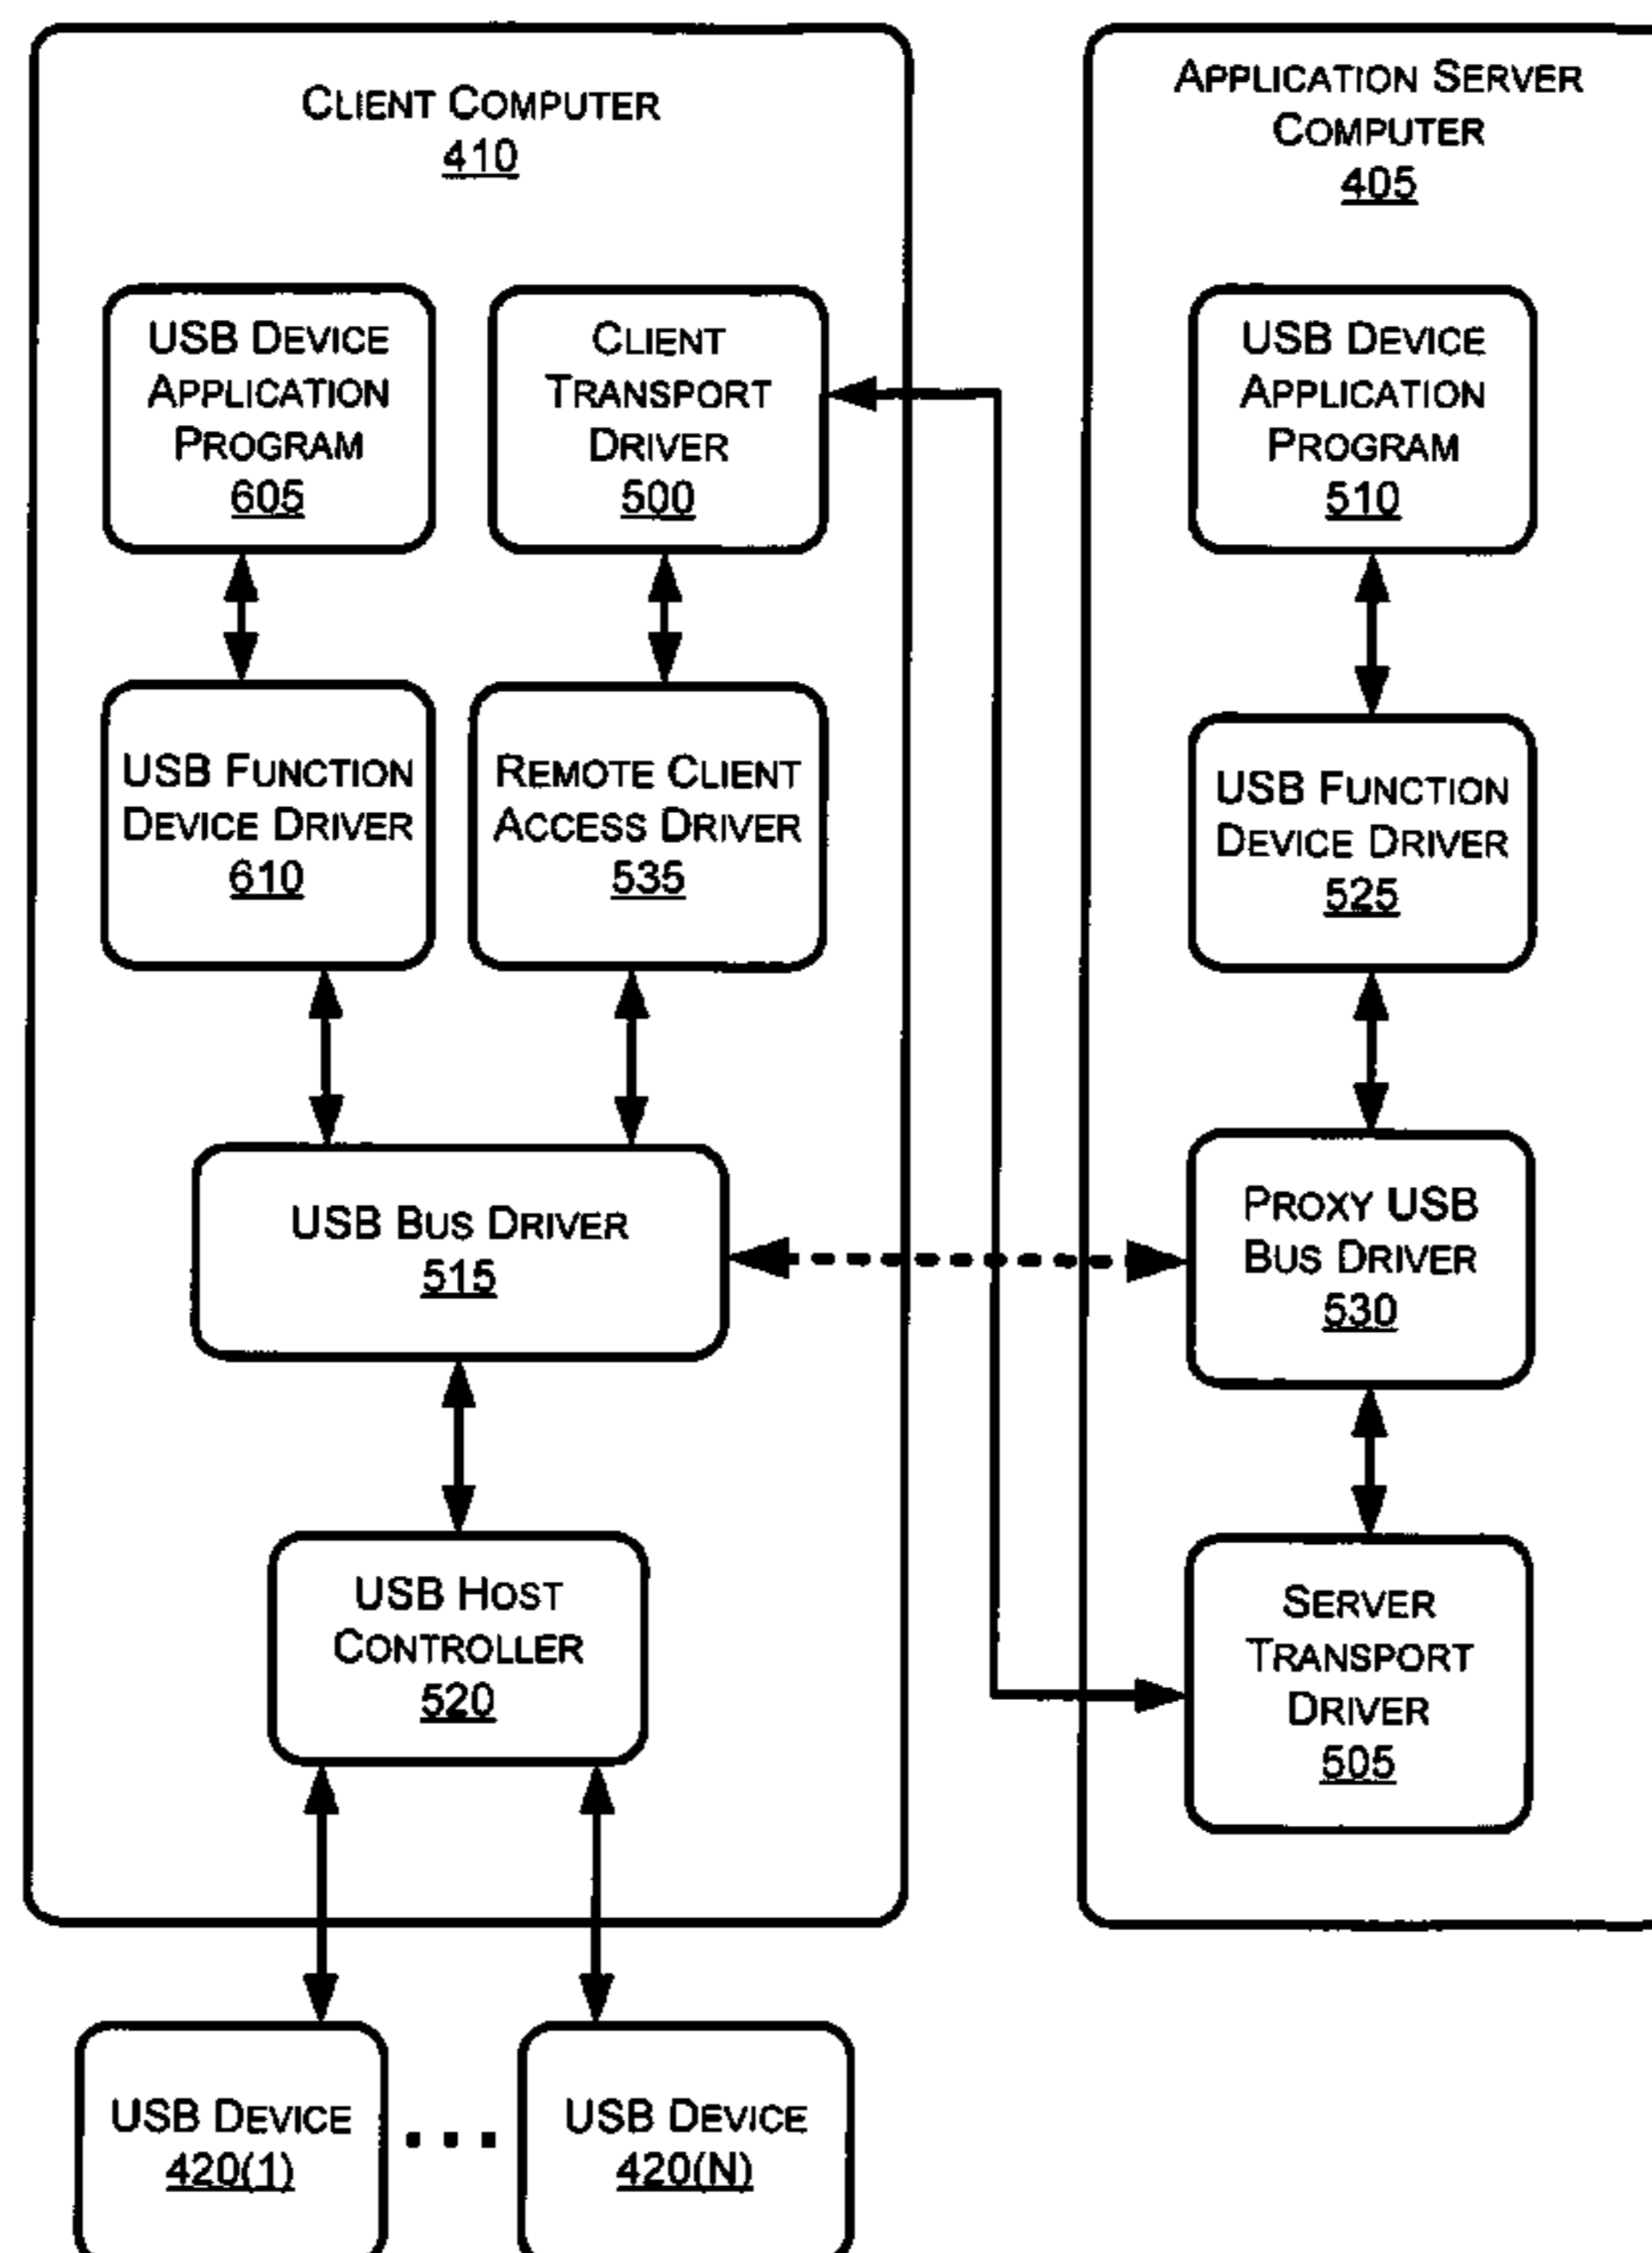 CLIENT COMPUTER
410
APPLICATION SERVER
COMPUTER
405
USB DEVICE
APPLICATION
PROGRAM
605
CLIENT
TRANSPORT
DRIVER
500
USB DEVICE
APPLICATION
PROGRAM
510
USB FUNCTION
DEVICE DRIVER
610
REMOTE CLIENT
ACCESS DRIVER
535
USB FUNCTION
DEVICE DRIVER
525
USB BUS DRIVER
515
PROXY USB
BUS DRIVER
530
USB HOST
CONTROLLER
520
SERVER
TRANSPORT
DRIVER
505
USB DEVICE
420(1)
USB DEVICE
420(N)